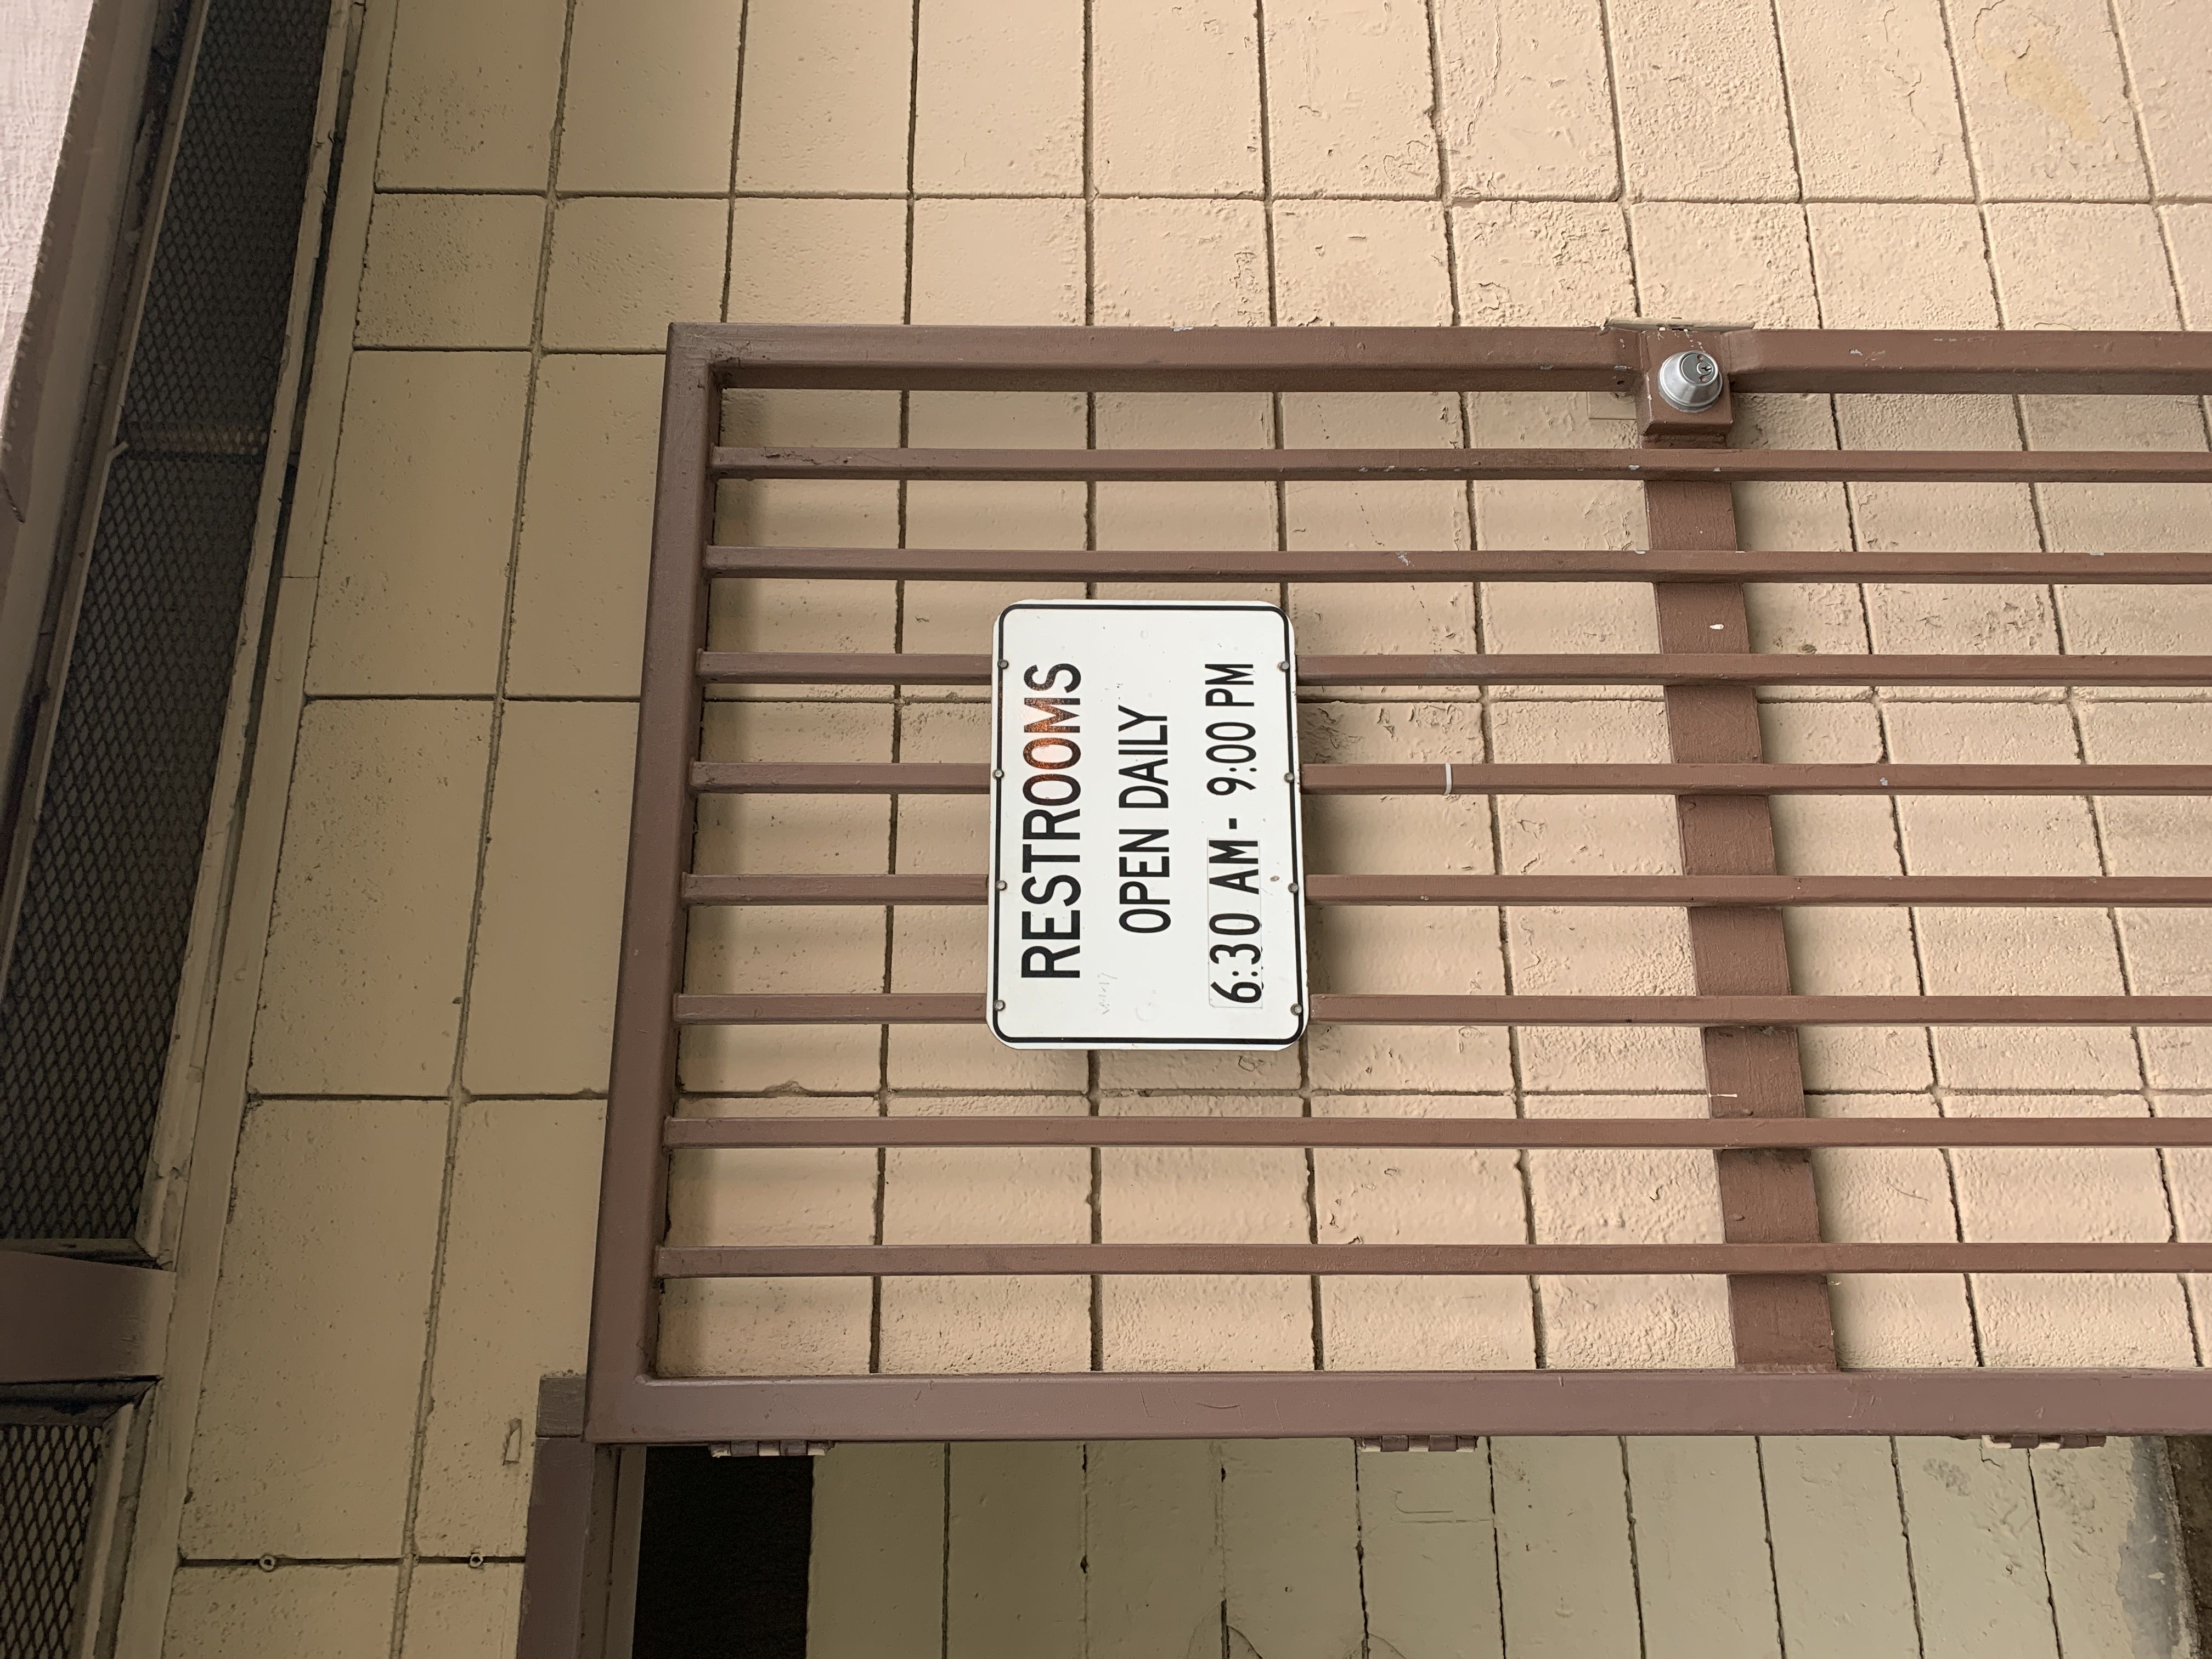 RESTROOMS
OPEN DAILY
6:30 AM - 9:00 PM